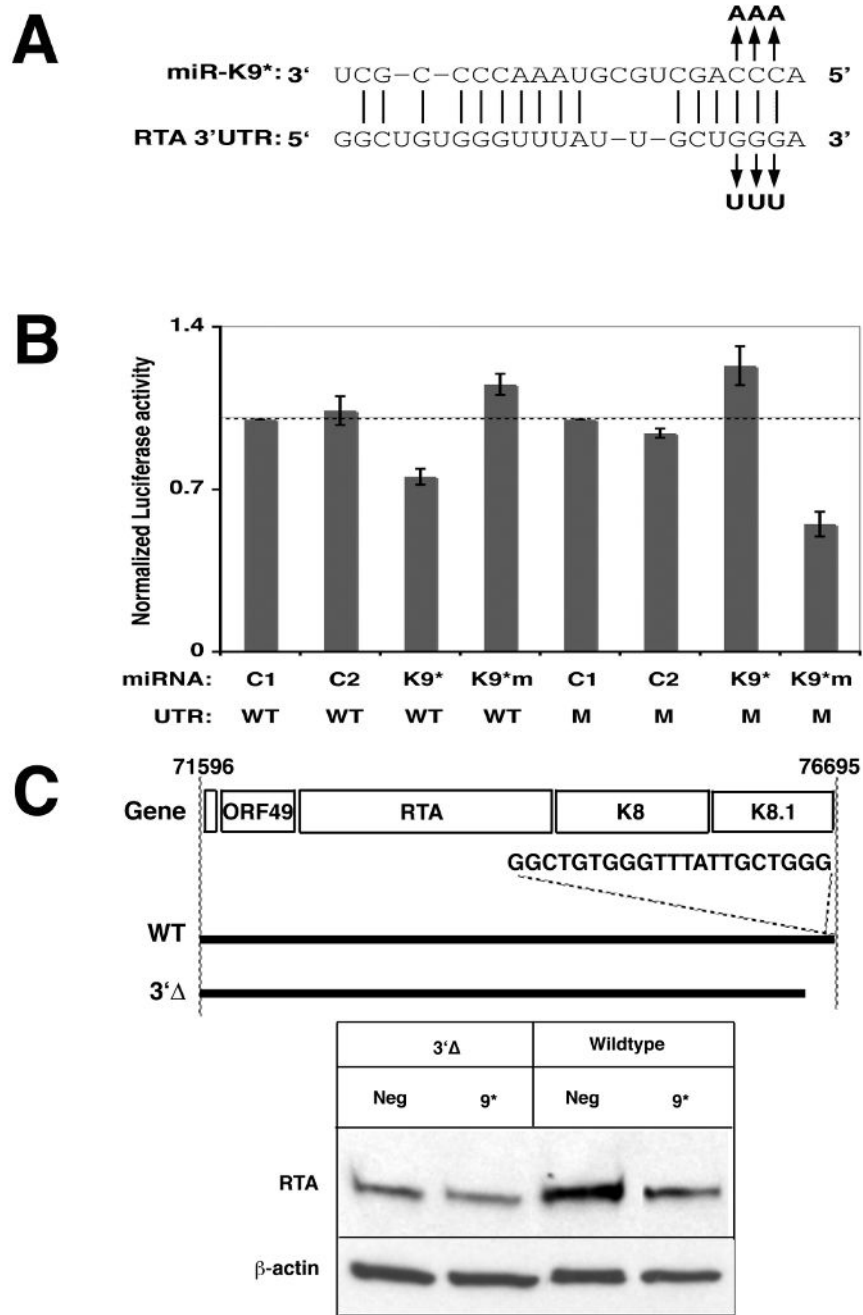 A
AAA
miR-K9*: 3‘ UCG–C–CCCAAAUGCGUCGACCCA 5’
RTA 3’UTR: 5‘ GGCUGUGGGUUUAU–U–GCUGGGA 3’
UUU
B
Normalized Luciferase activity
1.4
0.7
0
miRNA: C1 C2 K9* K9*m C1 C2 K9* K9*m
UTR: WT WT WT WT M M M M
C
71596 76695
Gene ORF49 RTA K8 K8.1
GGCTGTGGGTTTATTGCTGGG
WT
3‘Δ
3‘Δ Wildtype
Neg 9* Neg 9*
RTA
β-actin